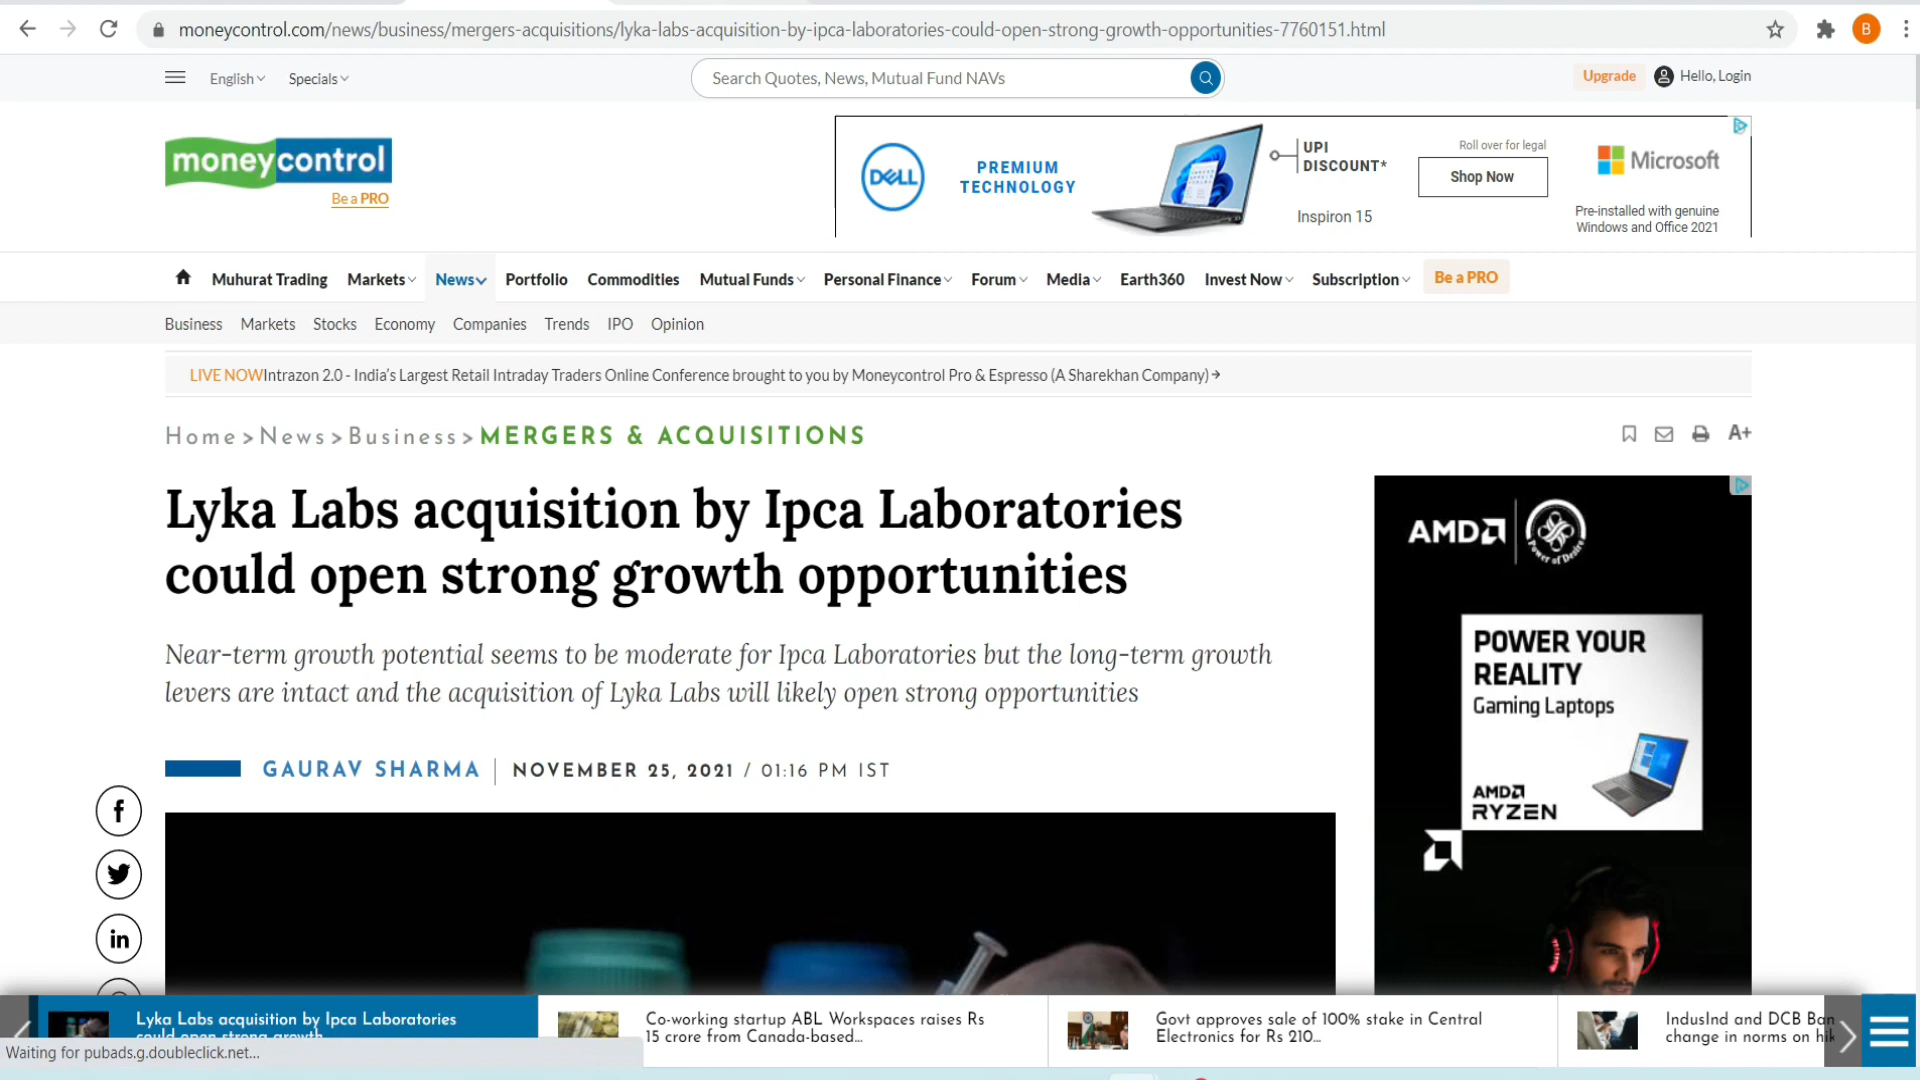 moneycontrol.com/news/business/mergers-acquisitions/lyka-labs-acquisition-by-ipca-laboratories-could-open-strong-growth-opportunities-7760151.html
B
English
Specials
Search Quotes, News, Mutual Fund NAVs
Upgrade
Hello, Login
moneycontrol
Be a PRO
DELL
PREMIUM
TECHNOLOGY
UPI
DISCOUNT*
Inspiron 15
Roll over for legal
Shop Now
Microsoft
Pre-installed with genuine
Windows and Office 2021
Muhurat Trading Markets News Portfolio Commodities Mutual Funds Personal Finance Forum Media Earth360 Invest Now Subscription Be a PRO
Business Markets Stocks Economy Companies Trends IPO Opinion
LIVE NOWIntrazon 2.0 - India's Largest Retail Intraday Traders Online Conference brought to you by Moneycontrol Pro & Espresso (A Sharekhan Company)
Home > News > Business > MERGERS & ACQUISITIONS
A+
Lyka Labs acquisition by Ipca Laboratories
could open strong growth opportunities
Near-term growth potential seems to be moderate for Ipca Laboratories but the long-term growth
levers are intact and the acquisition of Lyka Labs will likely open strong opportunities
GAURAV SHARMA | NOVEMBER 25, 2021 / 01:16 PM IST
AMD
Power of Desire
POWER YOUR
REALITY
Gaming Laptops
AMD
RYZEN
Lyka Labs acquisition by Ipca Laboratories
could open strong growth
Co-working startup ABL Workspaces raises Rs
15 crore from Canada-based...
Govt approves sale of 100% stake in Central
Electronics for Rs 210...
IndusInd and DCB Ban
change in norms on hik
Waiting for pubads.g.doubleclick.net...